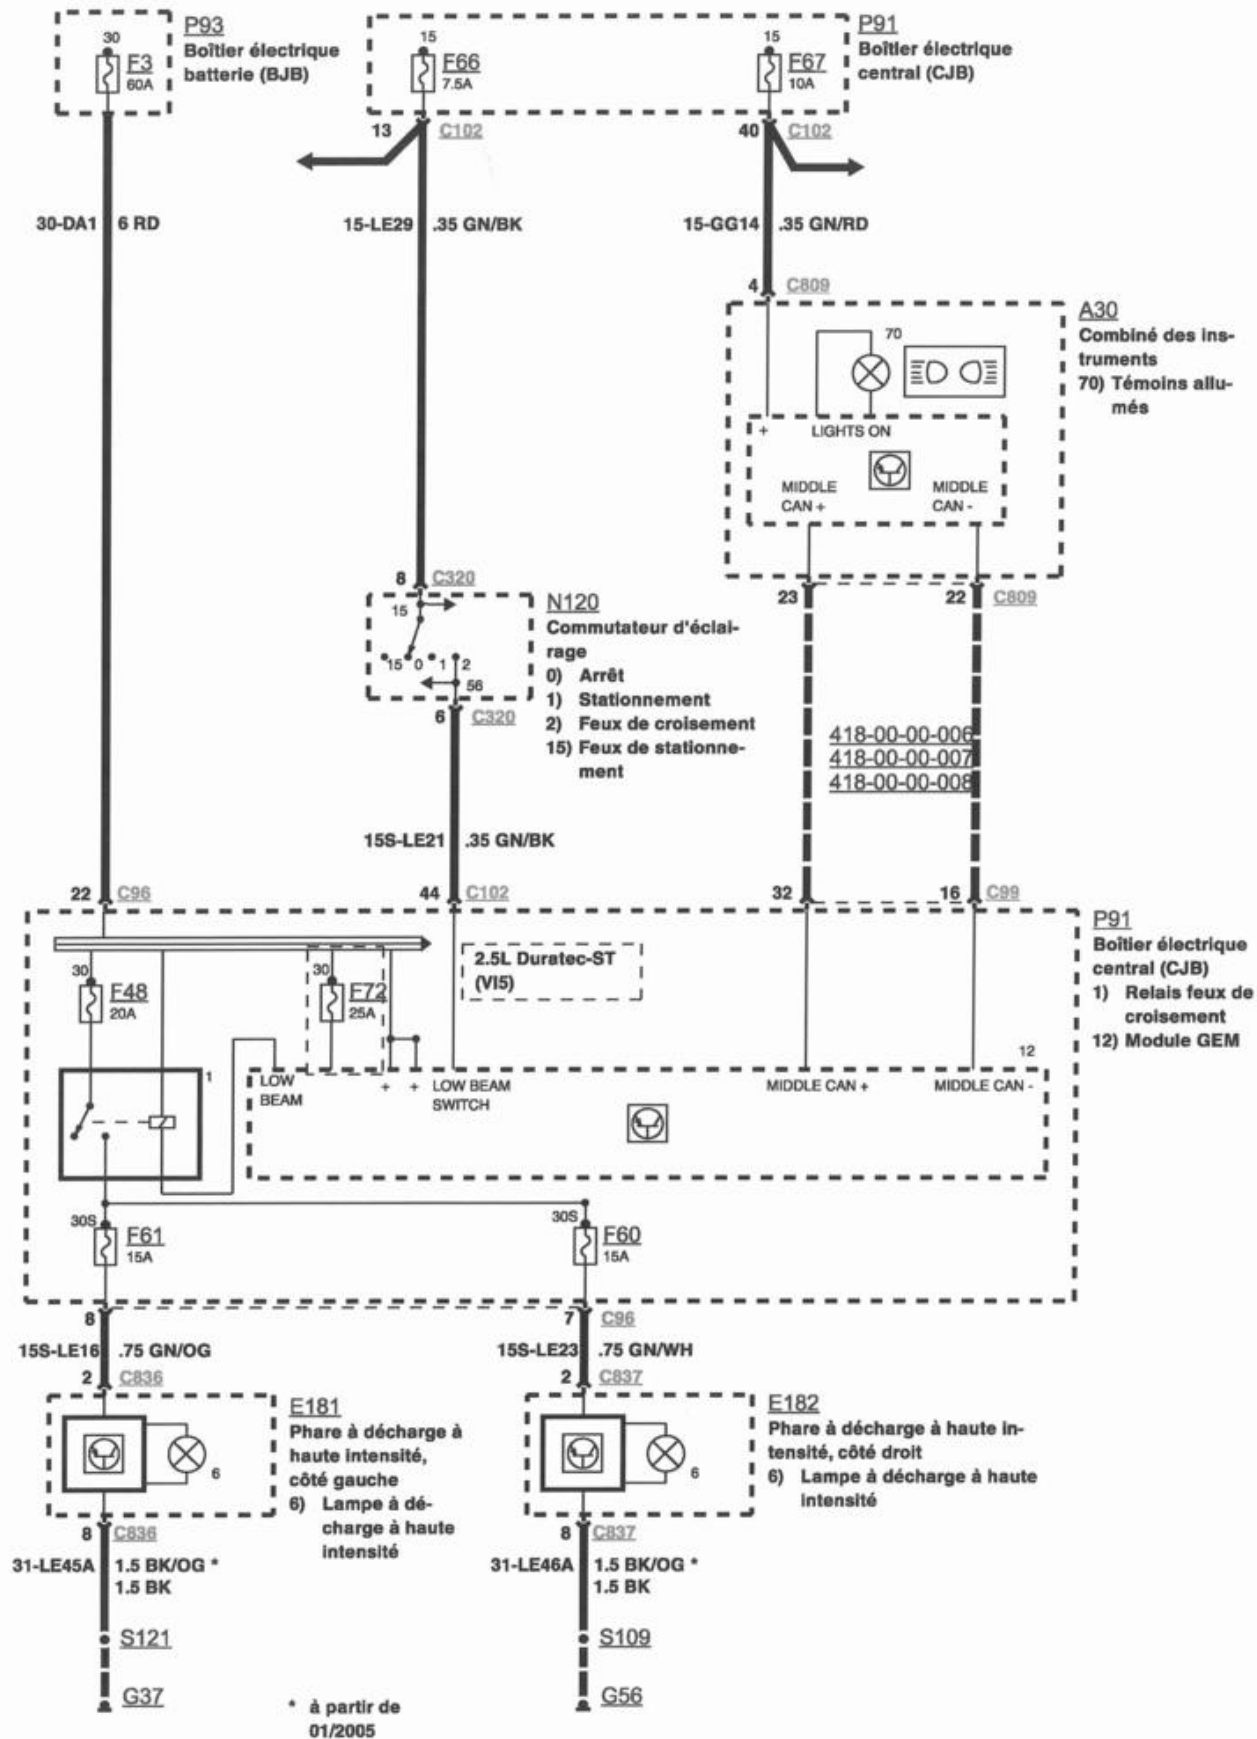 P93
Boîtier électrique
batterie (BJB)
30
F3
60A
15
F66
7.5A
15
F67
10A
P91
Boîtier électrique
central (CJB)
13
C102
40
C102
30-DA1
6 RD
15-LE29
.35 GN/BK
15-GG14
.35 GN/RD
4
C809
A30
Combiné des ins-
truments
70) Témoins allu-
més
70
+
LIGHTS ON
MIDDLE
CAN +
MIDDLE
CAN -
8
C320
23
22
C809
15
15
0
1
2
56
N120
Commutateur d'éclai-
rage
0) Arrêt
1) Stationnement
2) Feux de croisement
15) Feux de stationne-
ment
6
C320
418-00-00-006
418-00-00-007
418-00-00-008
15S-LE21
.35 GN/BK
22
C96
44
C102
32
16
C99
P91
Boîtier électrique
central (CJB)
1) Relais feux de
croisement
12) Module GEM
30
F48
20A
30
F72
25A
2.5L Duratec-ST
(VI5)
1
LOW
BEAM
+
+
LOW BEAM
SWITCH
MIDDLE CAN +
MIDDLE CAN -
12
30S
F61
15A
30S
F60
15A
8
7
C96
15S-LE16
.75 GN/OG
15S-LE23
.75 GN/WH
2
C836
2
C837
E181
Phare à décharge à
haute intensité,
côté gauche
6) Lampe à dé-
charge à haute
intensité
6
E182
Phare à décharge à haute in-
tensité, côté droit
6) Lampe à décharge à haute
intensité
6
8
C836
8
C837
31-LE45A
1.5 BK/OG *
1.5 BK
31-LE46A
1.5 BK/OG *
1.5 BK
S121
S109
G37
G56
* à partir de
01/2005